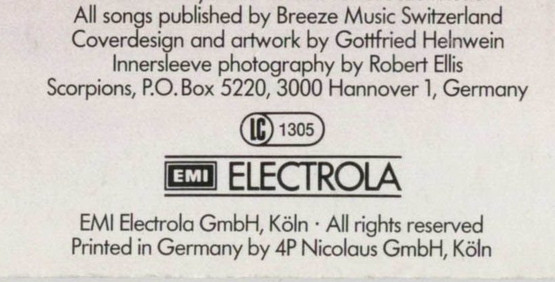 All songs published by Breeze Music Switzerland
Coverdesign and artwork by Gottfried Helnwein
Innersleeve photography by Robert Ellis
Scorpions, P.O. Box 5220, 3000 Hannover 1, Germany
LC 1305
EMI ELECTROLA
EMI Electrola GmbH, Köln · All rights reserved
Printed in Germany by 4P Nicolaus GmbH, Köln